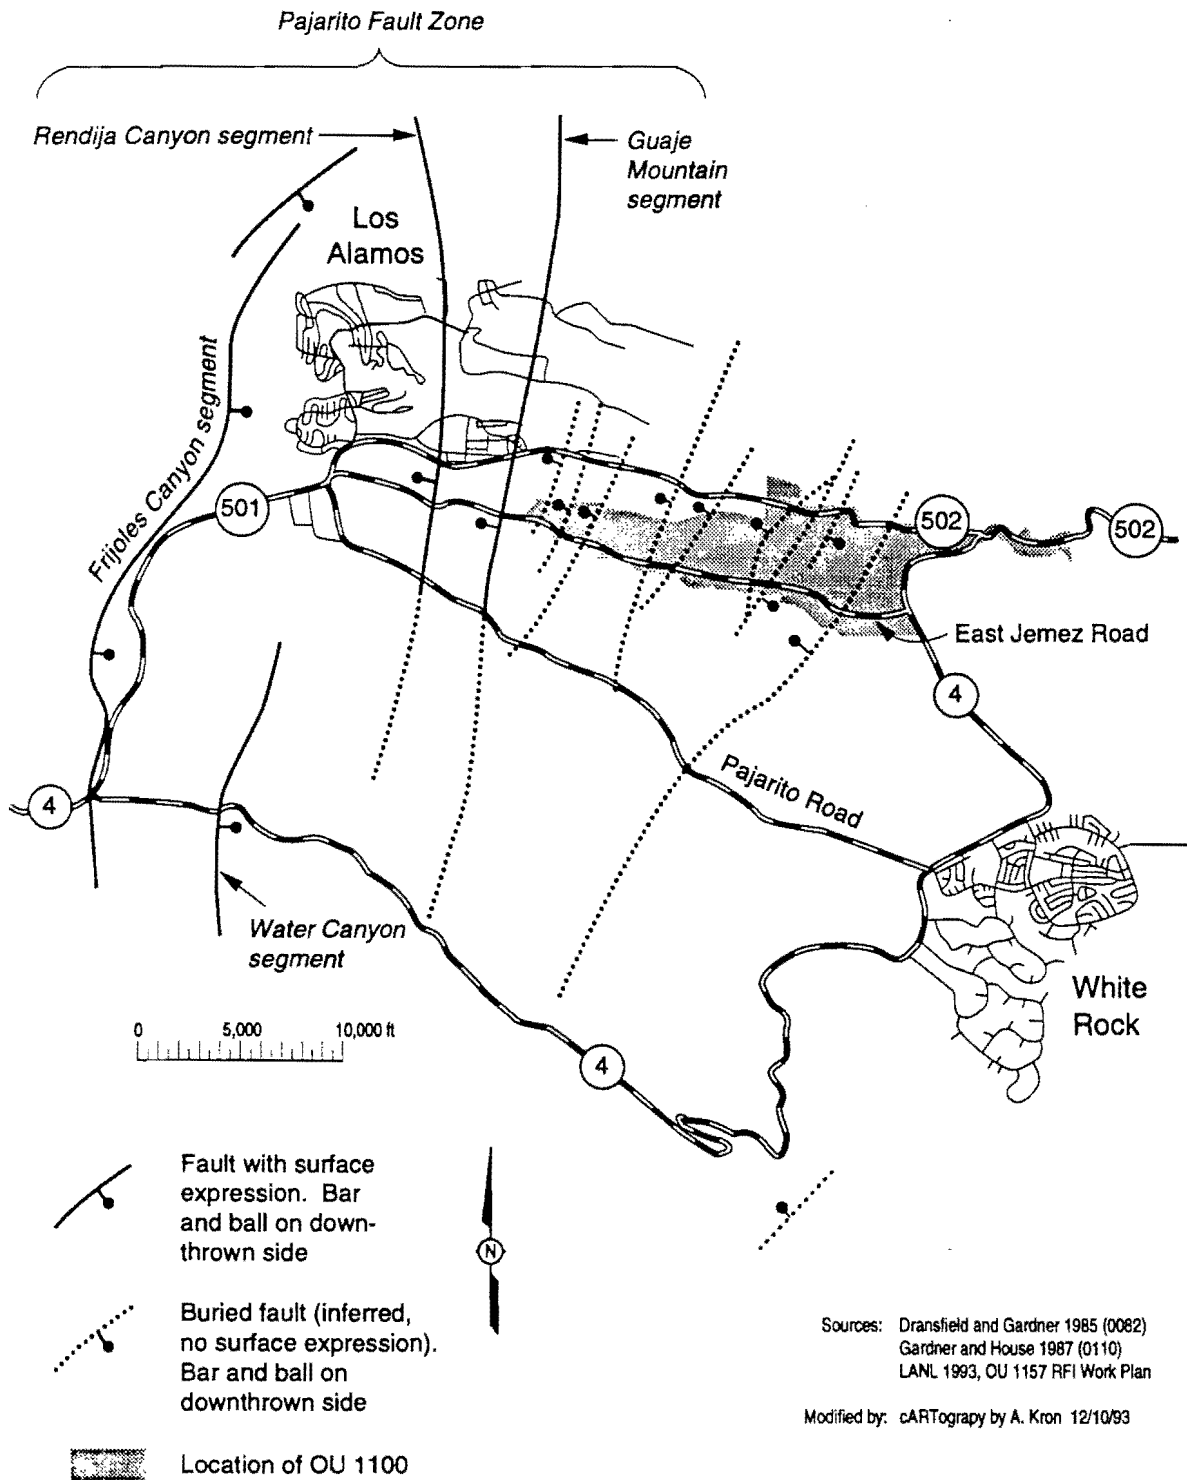 Pajarito Fault Zone
Rendija Canyon segment
Guaje
Mountain
segment
Los
Alamos
Frijoles Canyon segment
501
502
502
East Jemez Road
4
4
Pajarito Road
Water Canyon
segment
White
Rock
0 5,000 10,000 ft
4
Fault with surface
expression. Bar
and ball on down-
thrown side
N
Buried fault (inferred,
no surface expression).
Bar and ball on
downthrown side
Location of OU 1100
Sources: Dransfield and Gardner 1985 (0082)
Gardner and House 1987 (0110)
LANL 1993, OU 1157 RFI Work Plan
Modified by: cARTograpy by A. Kron 12/10/93